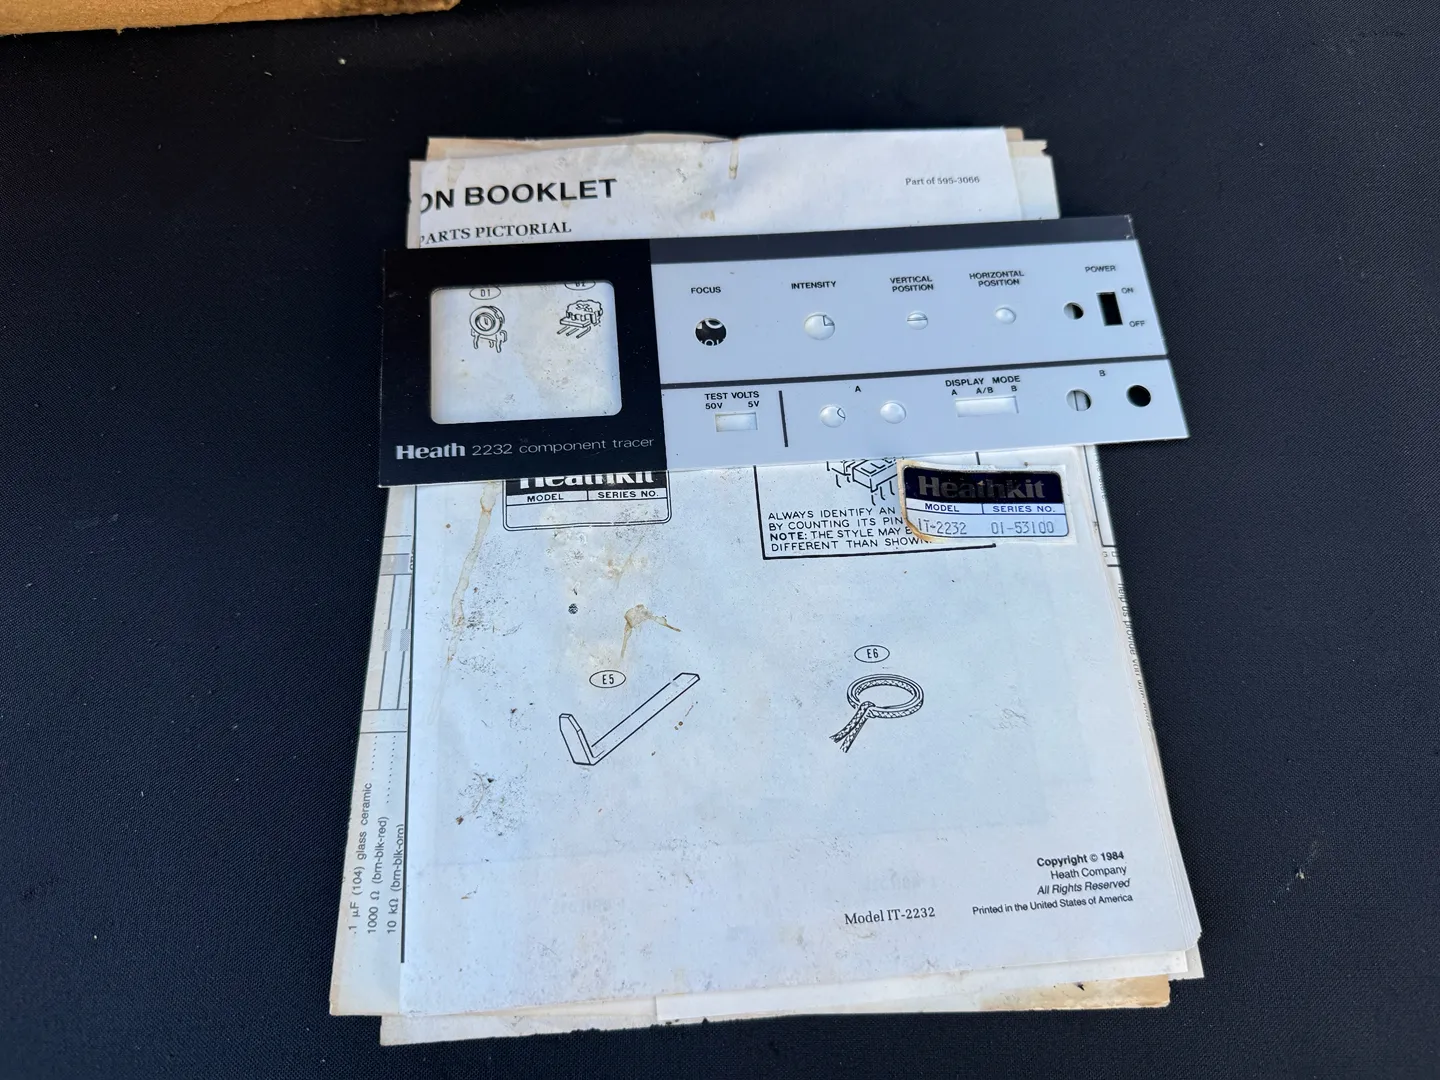 ON BOOKLET
Part of 595-3066
PARTS PICTORIAL
D1
FOCUS
INTENSITY
VERTICAL
POSITION
HORIZONTAL
POSITION
POWER
ON
OFF
TEST VOLTS
50V 5V
A
DISPLAY MODE
A A/B B
B
Heath 2232 component tracer
Heathkit
MODEL SERIES NO.
ALWAYS IDENTIFY AN
BY COUNTING ITS PIN
NOTE: THE STYLE MAY B
DIFFERENT THAN SHOWN.
Heathkit
MODEL SERIES NO.
IT-2232 01-53100
E5
E6
.1 µF (104) glass ceramic
1000 Ω (brn-blk-red)
10 kΩ (brn-blk-orn)
Copyright © 1984
Heath Company
All Rights Reserved
Model IT-2232
Printed in the United States of America